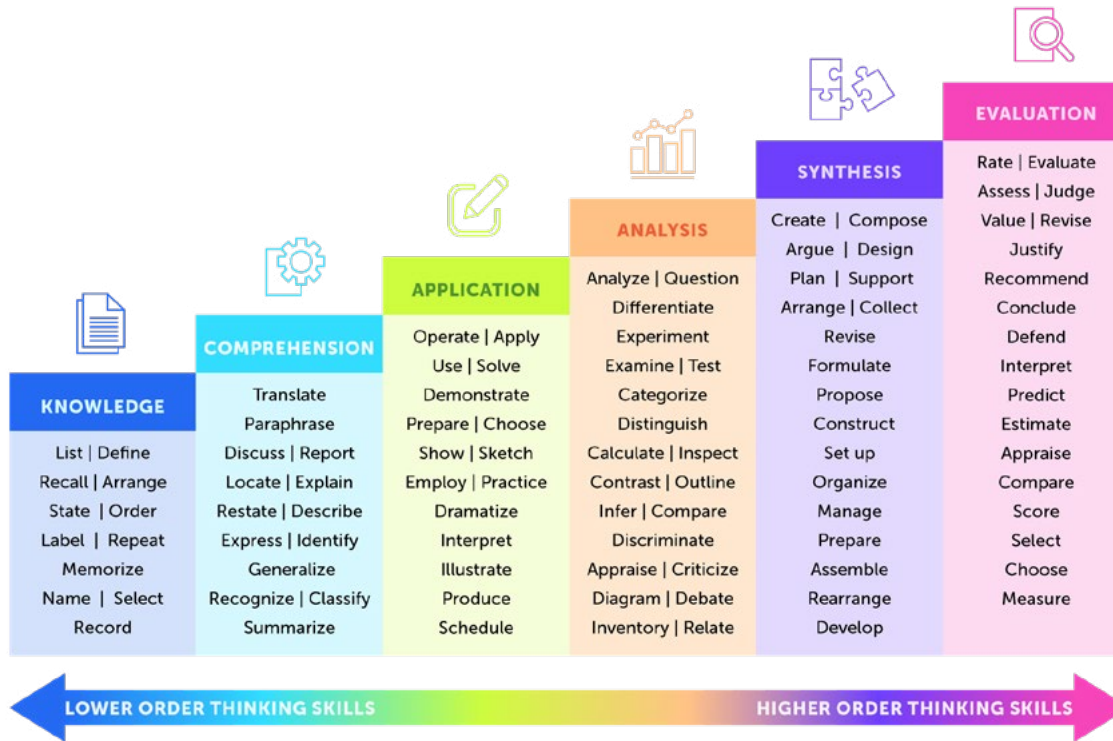 KNOWLEDGE
List | Define
Recall | Arrange
State | Order
Label | Repeat
Memorize
Name | Select
Record
COMPREHENSION
Translate
Paraphrase
Discuss | Report
Locate | Explain
Restate | Describe
Express | Identify
Generalize
Recognize | Classify
Summarize
APPLICATION
Operate | Apply
Use | Solve
Demonstrate
Prepare | Choose
Show | Sketch
Employ | Practice
Dramatize
Interpret
Illustrate
Produce
Schedule
ANALYSIS
Analyze | Question
Differentiate
Experiment
Examine | Test
Categorize
Distinguish
Calculate | Inspect
Contrast | Outline
Infer | Compare
Discriminate
Appraise | Criticize
Diagram | Debate
Inventory | Relate
SYNTHESIS
Create | Compose
Argue | Design
Plan | Support
Arrange | Collect
Revise
Formulate
Propose
Construct
Set up
Organize
Manage
Prepare
Assemble
Rearrange
Develop
EVALUATION
Rate | Evaluate
Assess | Judge
Value | Revise
Justify
Recommend
Conclude
Defend
Interpret
Predict
Estimate
Appraise
Compare
Score
Select
Choose
Measure
LOWER ORDER THINKING SKILLS
HIGHER ORDER THINKING SKILLS